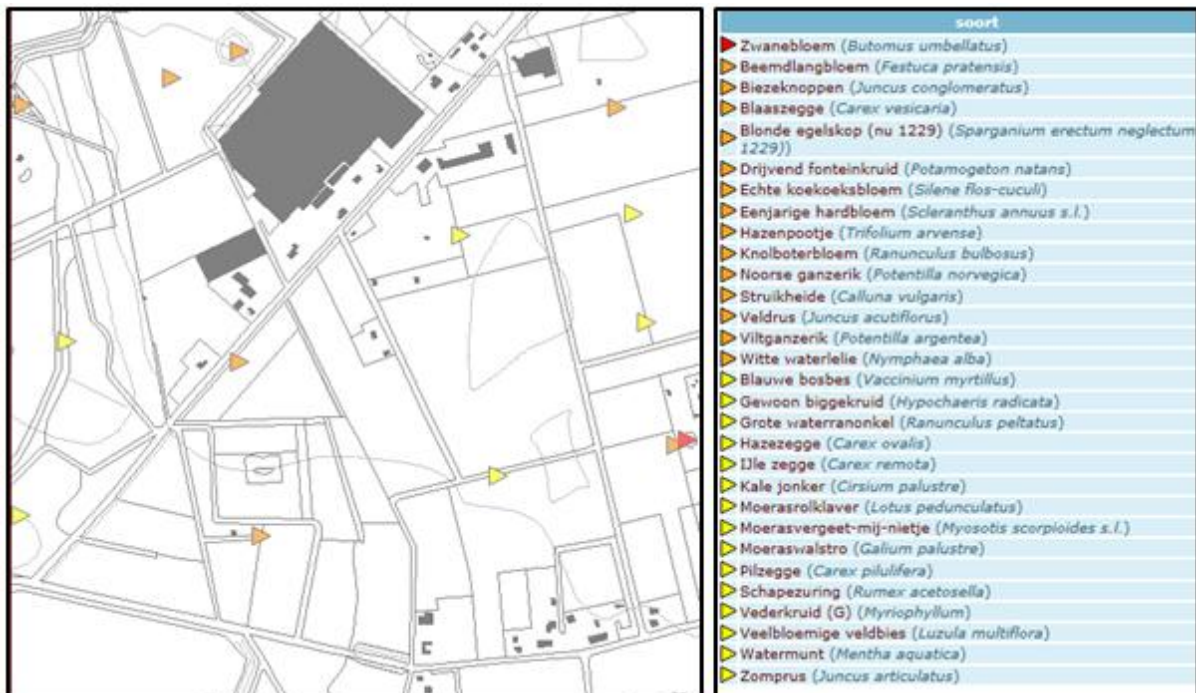 soort
Zwanebloem (Butomus umbellatus)
Beemdlangbloem (Festuca pratensis)
Biezeknoppen (Juncus conglomeratus)
Blaaszegge (Carex vesicaria)
Blonde egelskop (nu 1229) (Sparganium erectum neglectum
1229))
Drijvend fonteinkruid (Potamogeton natans)
Echte koekoeksbloem (Silene flos-cuculi)
Eenjarige hardbloem (Scleranthus annuus s.l.)
Hazenpootje (Trifolium arvense)
Knolboterbloem (Ranunculus bulbosus)
Noorse ganzerik (Potentilla norvegica)
Struikheide (Calluna vulgaris)
Veldrus (Juncus acutiflorus)
Viltganzerik (Potentilla argentea)
Witte waterlelie (Nymphaea alba)
Blauwe bosbes (Vaccinium myrtillus)
Gewoon biggekruid (Hypochaeris radicata)
Grote waterranonkel (Ranunculus peltatus)
Hazezegge (Carex ovalis)
IJle zegge (Carex remota)
Kale jonker (Cirsium palustre)
Moerasrolklaver (Lotus pedunculatus)
Moerasvergeet-mij-nietje (Myosotis scorpioides s.l.)
Moeraswalstro (Galium palustre)
Pilzegge (Carex pilulifera)
Schapezuring (Rumex acetosella)
Vederkruid (G) (Myriophyllum)
Veelbloemige veldbies (Luzula multiflora)
Watermunt (Mentha aquatica)
Zomprus (Juncus articulatus)